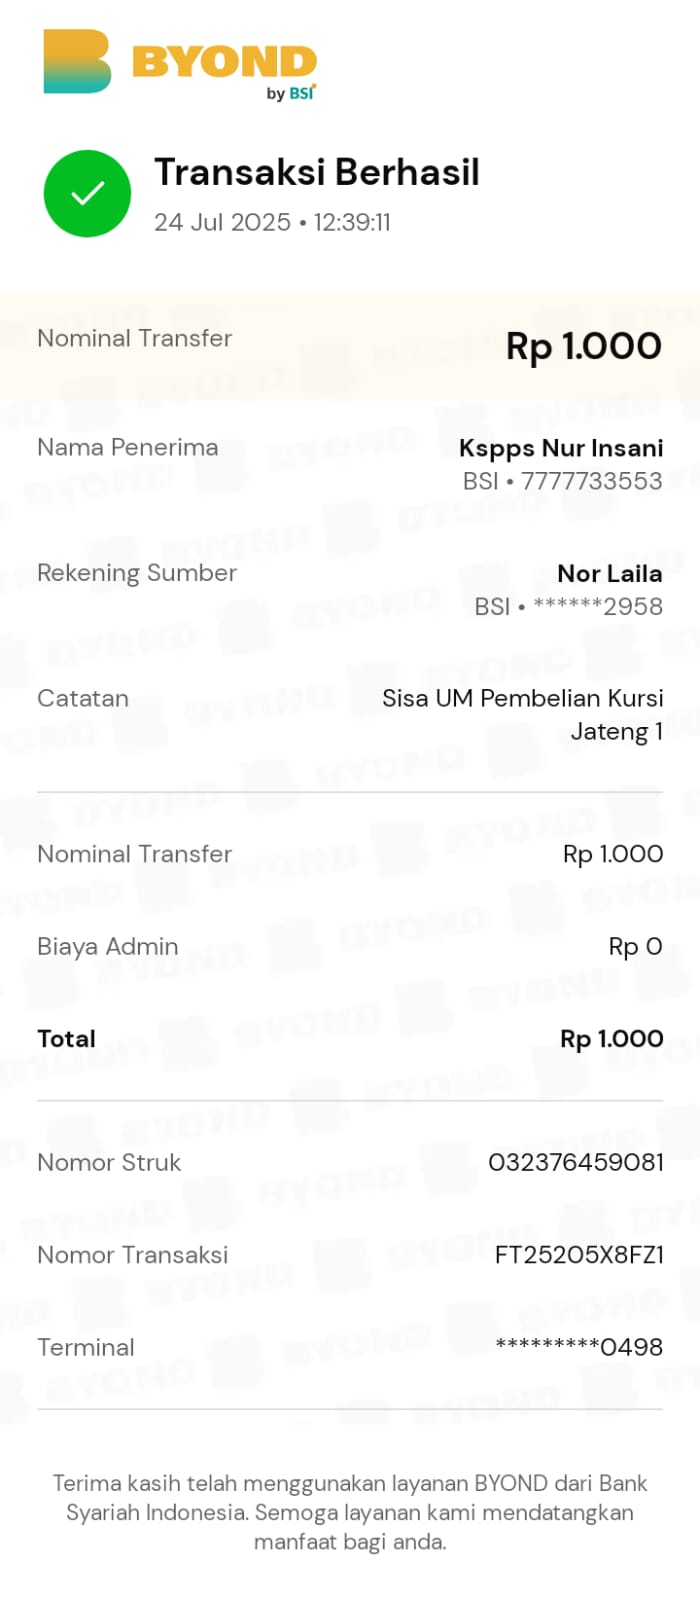 BYOND
by BSI
Transaksi Berhasil
24 Jul 2025 • 12:39:11
Nominal Transfer
Rp 1.000
Nama Penerima
Kspps Nur Insani
BSI • 7777733553
Rekening Sumber
Nor Laila
BSI • ******2958
Catatan
Sisa UM Pembelian Kursi
Jateng 1
Nominal Transfer
Rp 1.000
Biaya Admin
Rp 0
Total
Rp 1.000
Nomor Struk
032376459081
Nomor Transaksi
FT25205X8FZ1
Terminal
*********0498
Terima kasih telah menggunakan layanan BYOND dari Bank
Syariah Indonesia. Semoga layanan kami mendatangkan
manfaat bagi anda.